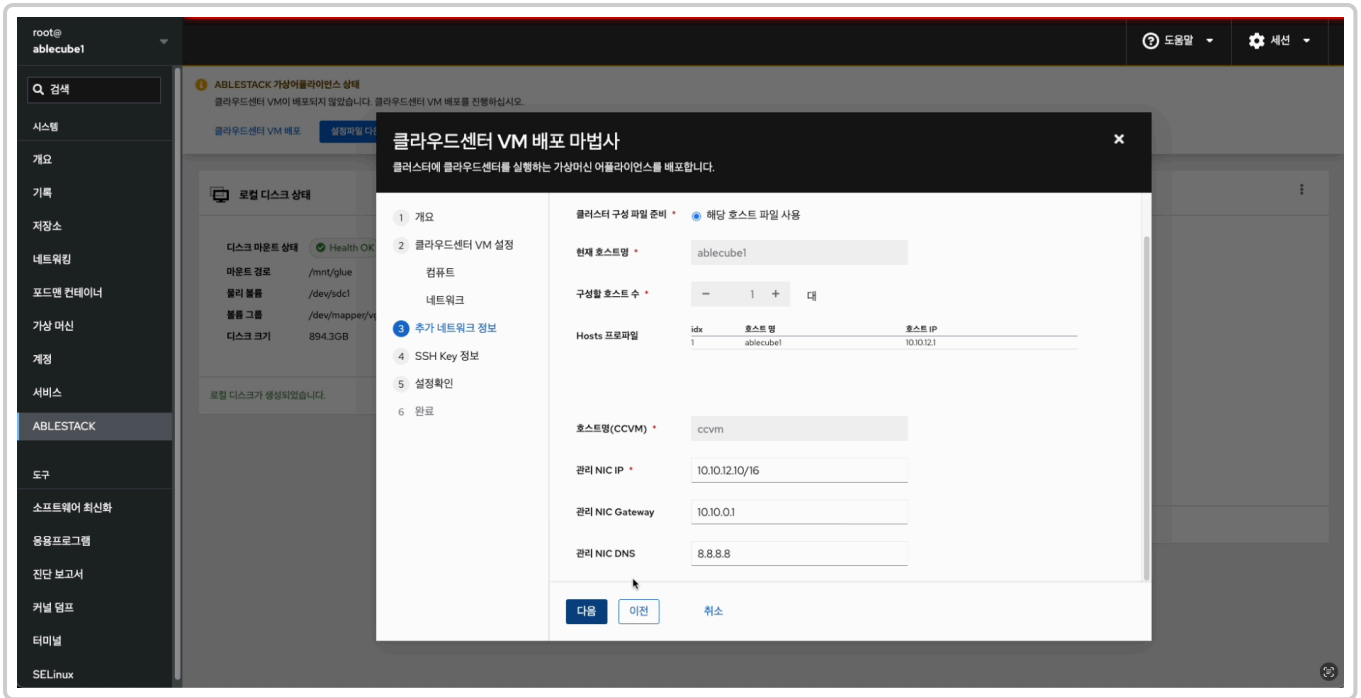 root@
ablecube1
도움말
세션
검색
시스템
개요
기록
저장소
네트워킹
포드맨 컨테이너
가상 머신
계정
서비스
ABLESTACK
도구
소프트웨어 최신화
응용프로그램
진단 보고서
커널 덤프
터미널
SELinux
ABLESTACK 가상어플라이언스 상태
클라우드센터 VM이 배포되지 않았습니다. 클라우드센터 VM 배포를 진행하십시오.
클라우드센터 VM 배포
설정파일 다운
로컬 디스크 상태
디스크 마운트 상태 Health OK
마운트 경로 /mnt/glue
물리 볼륨 /dev/sdc1
볼륨 그룹 /dev/mapper/vg
디스크 크기 894.3GB
로컬 디스크가 생성되었습니다.
클라우드센터 VM 배포 마법사
클러스터에 클라우드센터를 실행하는 가상머신 어플라이언스를 배포합니다.
1 개요
2 클라우드센터 VM 설정
컴퓨트
네트워크
3 추가 네트워크 정보
4 SSH Key 정보
5 설정확인
6 완료
클러스터 구성 파일 준비 * 해당 호스트 파일 사용
현재 호스트명 * ablecube1
구성할 호스트 수 * − 1 + 대
Hosts 프로파일
idx 호스트 명 호스트 IP
1 ablecube1 10.10.12.1
호스트명(CCVM) * ccvm
관리 NIC IP * 10.10.12.10/16
관리 NIC Gateway 10.10.0.1
관리 NIC DNS 8.8.8.8
다음 이전 취소